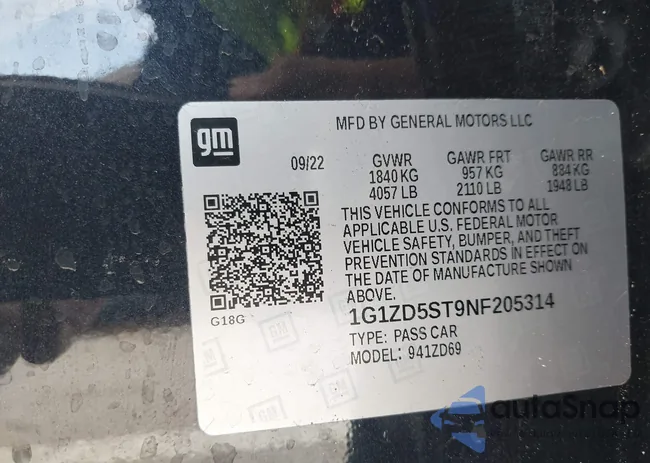 gm
MFD BY GENERAL MOTORS LLC
09/22
GVWR GAWR FRT GAWR RR
1840 KG 957 KG 884 KG
4057 LB 2110 LB 1948 LB
THIS VEHICLE CONFORMS TO ALL
APPLICABLE U.S. FEDERAL MOTOR
VEHICLE SAFETY, BUMPER, AND THEFT
PREVENTION STANDARDS IN EFFECT ON
THE DATE OF MANUFACTURE SHOWN
ABOVE.
G18G
1G1ZD5ST9NF205314
TYPE: PASS CAR
MODEL: 941ZD69
GM
autoSnap